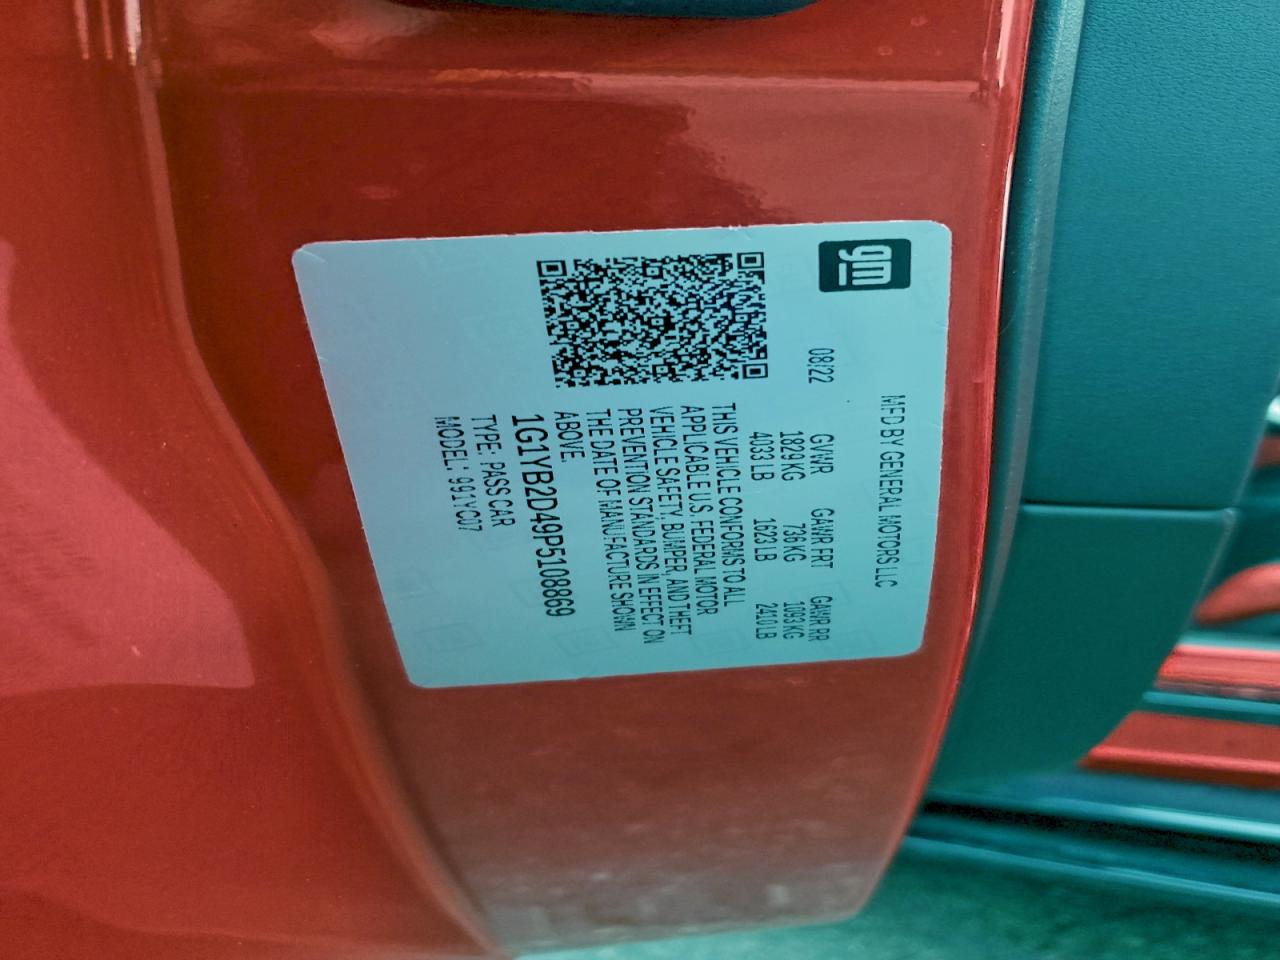 gm
MFD BY GENERAL MOTORS LLC
08/22 GVWR GAWR FRT GAWR RR
1829 KG 736 KG 1093 KG
4033 LB 1623 LB 2410 LB
THIS VEHICLE CONFORMS TO ALL
APPLICABLE U.S. FEDERAL MOTOR
VEHICLE SAFETY, BUMPER, AND THEFT
PREVENTION STANDARDS IN EFFECT ON
THE DATE OF MANUFACTURE SHOWN
ABOVE.
1G1YB2D49P5108869
TYPE: PASS CAR
MODEL: 991YC07